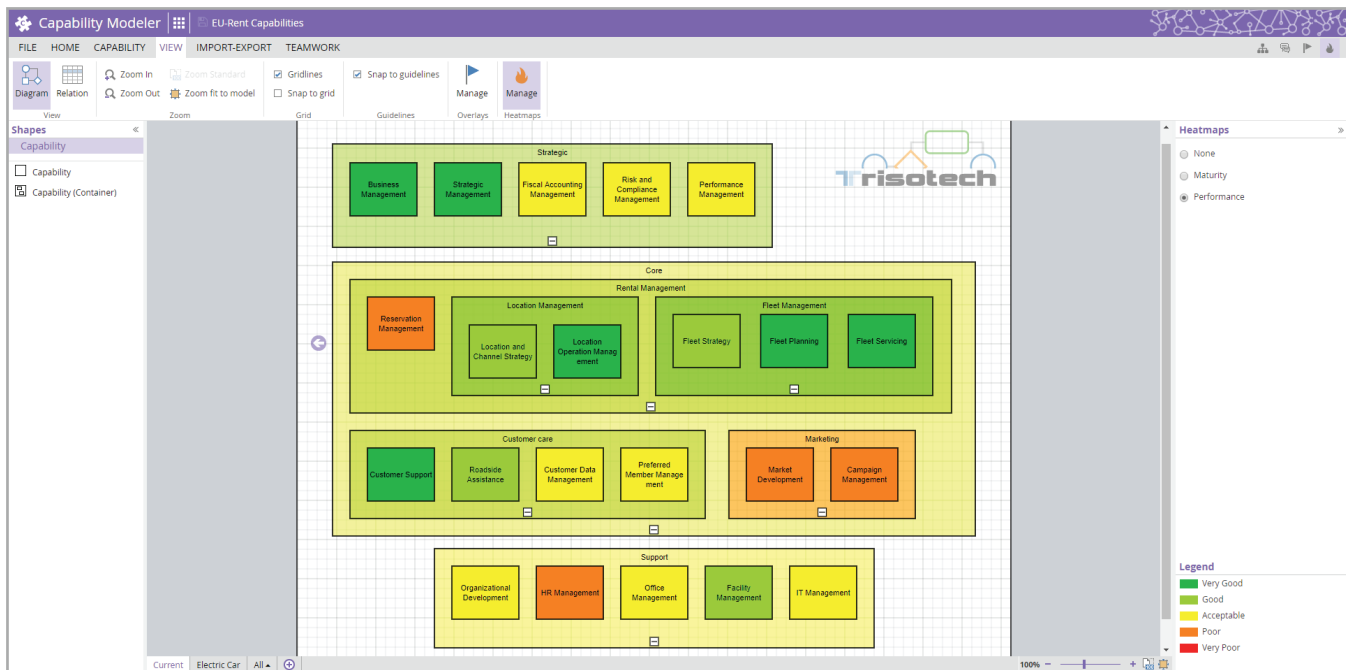 Capability Modeler
EU-Rent Capabilities
FILE HOME CAPABILITY VIEW IMPORT-EXPORT TEAMWORK
Diagram
Relation
View
Zoom In
Zoom Out
Zoom Standard
Zoom fit to model
Zoom
Gridlines
Snap to grid
Grid
Snap to guidelines
Guidelines
Manage
Overlays
Manage
Heatmaps
Shapes «
Capability
Capability
Capability (Container)
Trisotech
Strategic
Business
Management
Strategic
Management
Fiscal Accounting
Management
Risk and
Compliance
Management
Performance
Management
Core
Rental Management
Reservation
Management
Location Management
Location and
Channel Strategy
Location
Operation Manag
ement
Fleet Management
Fleet Strategy
Fleet Planning
Fleet Servicing
Customer care
Customer Support
Roadside
Assistance
Customer Data
Management
Preferred
Member Manage
ment
Marketing
Market
Development
Campaign
Management
Support
Organizational
Development
HR Management
Office
Management
Facility
Management
IT Management
Heatmaps »
None
Maturity
Performance
Legend
Very Good
Good
Acceptable
Poor
Very Poor
Current Electric Car All
100% − +